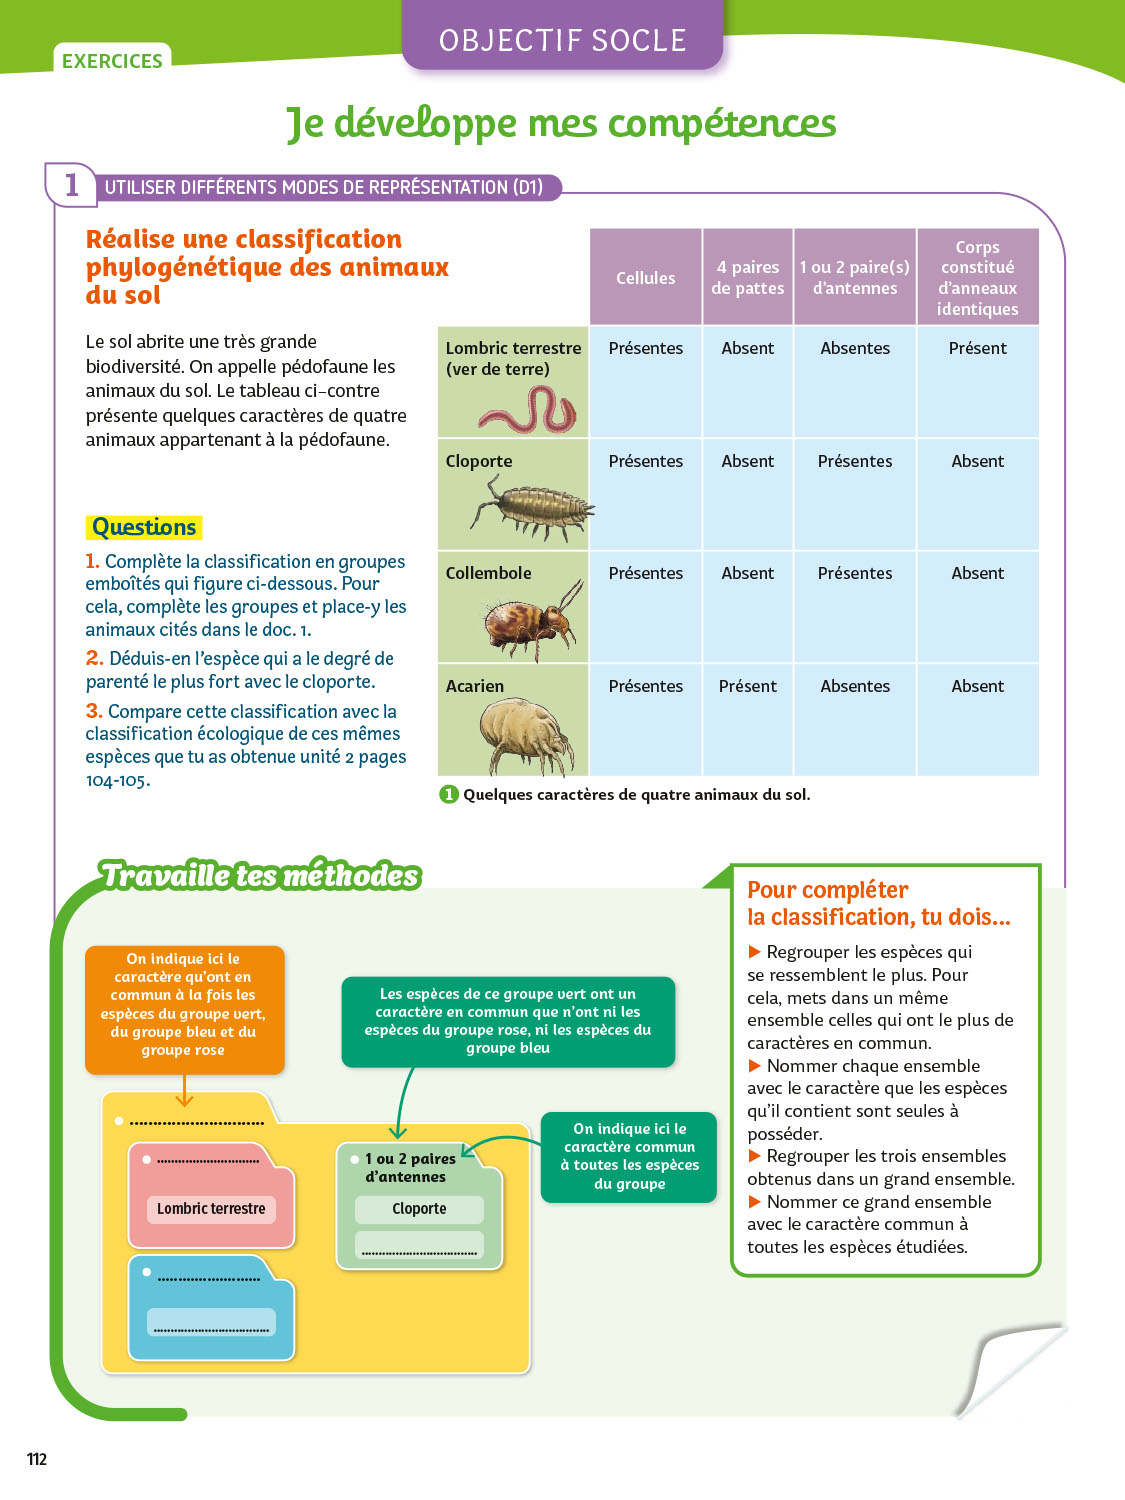 OBJECTIF SOCLE
EXERCICES
Je développe mes compétences
1 UTILISER DIFFÉRENTS MODES DE REPRÉSENTATION (D1)
Réalise une classification
phylogénétique des animaux
du sol
Le sol abrite une très grande
biodiversité. On appelle pédofaune les
animaux du sol. Le tableau ci-contre
présente quelques caractères de quatre
animaux appartenant à la pédofaune.
Questions
1. Complète la classification en groupes
emboîtés qui figure ci-dessous. Pour
cela, complète les groupes et place-y les
animaux cités dans le doc. 1.
2. Déduis-en l'espèce qui a le degré de
parenté le plus fort avec le cloporte.
3. Compare cette classification avec la
classification écologique de ces mêmes
espèces que tu as obtenue unité 2 pages
104-105.
Cellules
4 paires
de pattes
1 ou 2 paire(s)
d'antennes
Corps
constitué
d'anneaux
identiques
Lombric terrestre
(ver de terre)
Présentes
Absent
Absentes
Présent
Cloporte
Présentes
Absent
Présentes
Absent
Collembole
Présentes
Absent
Présentes
Absent
Acarien
Présentes
Présent
Absentes
Absent
1 Quelques caractères de quatre animaux du sol.
Travaille tes méthodes
On indique ici le
caractère qu'ont en
commun à la fois les
espèces du groupe vert,
du groupe bleu et du
groupe rose
Les espèces de ce groupe vert ont un
caractère en commun que n'ont ni les
espèces du groupe rose, ni les espèces du
groupe bleu
On indique ici le
caractère commun
à toutes les espèces
du groupe
..............................
..............................
Lombric terrestre
1 ou 2 paires
d'antennes
Cloporte
..................................
.........................
..................................
Pour compléter
la classification, tu dois...
▶ Regrouper les espèces qui
se ressemblent le plus. Pour
cela, mets dans un même
ensemble celles qui ont le plus de
caractères en commun.
▶ Nommer chaque ensemble
avec le caractère que les espèces
qu'il contient sont seules à
posséder.
▶ Regrouper les trois ensembles
obtenus dans un grand ensemble.
▶ Nommer ce grand ensemble
avec le caractère commun à
toutes les espèces étudiées.
112